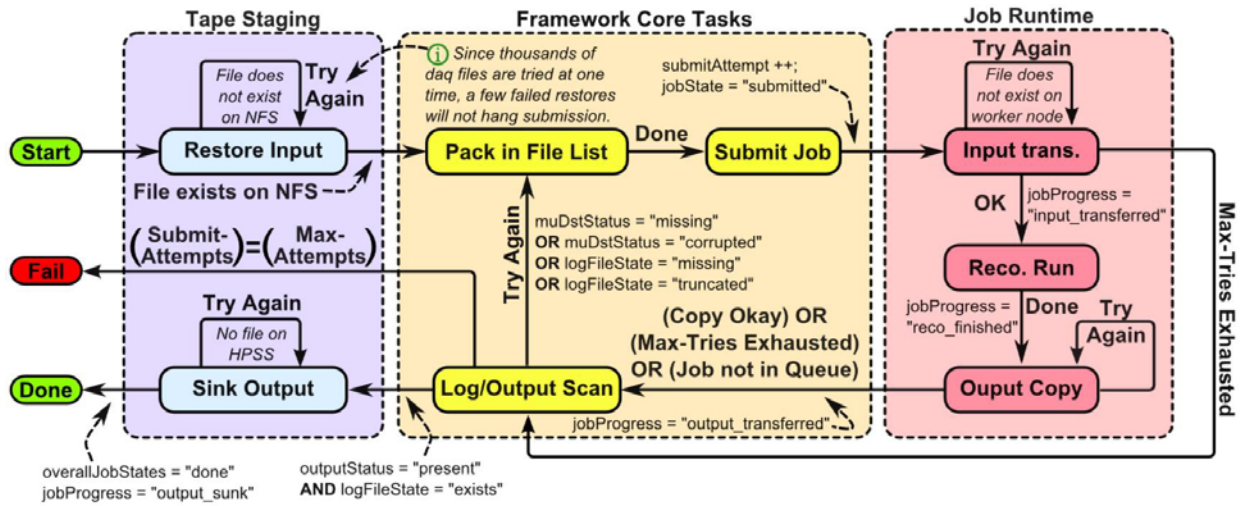 Tape Staging
Framework Core Tasks
Job Runtime
File does
not exist
on NFS
Try
Again
Since thousands of
daq files are tried at one
time, a few failed restores
will not hang submission.
submitAttempt ++;
jobState = "submitted"
Try Again
File does
not exist on
worker node
Start
Restore Input
Pack in File List
Done
Submit Job
Input trans.
File exists on NFS
OK
jobProgress =
"input_transferred"
Max-Tries Exhausted
(Submit-
Attempts)=(Max-
Attempts)
Try Again
muDstStatus = "missing"
OR muDstStatus = "corrupted"
OR logFileState = "missing"
OR logFileState = "truncated"
Fail
Reco. Run
Try Again
No file on
HPSS
(Copy Okay) OR
(Max-Tries Exhausted)
OR (Job not in Queue)
jobProgress =
"reco_finished"
Done
Try
Again
Done
Sink Output
Log/Output Scan
Ouput Copy
jobProgress = "output_transferred"
overallJobStates = "done"
jobProgress = "output_sunk"
outputStatus = "present"
AND logFileState = "exists"